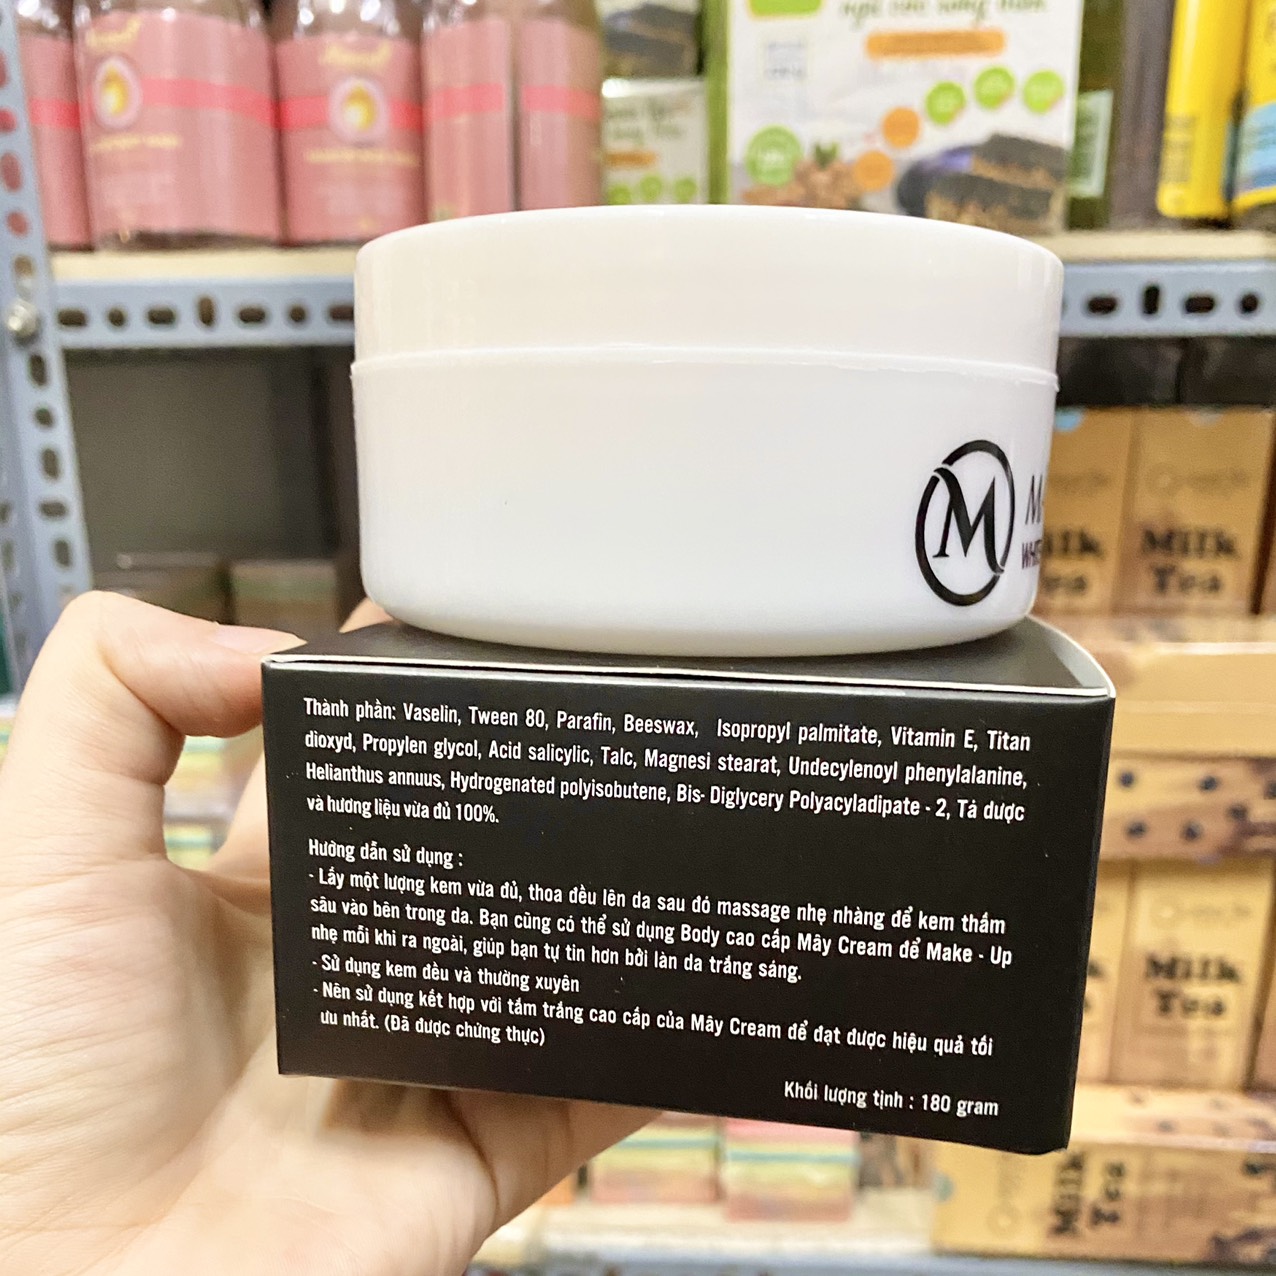 M
Thành phần: Vaselin, Tween 80, Parafin, Beeswax, Isopropyl palmitate, Vitamin E, Titan
dioxyd, Propylen glycol, Acid salicylic, Talc, Magnesi stearat, Undecylenoyl phenylalanine,
Helianthus annuus, Hydrogenated polyisobutene, Bis- Diglycery Polyacyladipate - 2, Tá dược
và hương liệu vừa đủ 100%.
Hướng dẫn sử dụng :
- Lấy một lượng kem vừa đủ, thoa đều lên da sau đó massage nhẹ nhàng để kem thấm
sâu vào bên trong da. Bạn cũng có thể sử dụng Body cao cấp Mây Cream để Make - Up
nhẹ mỗi khi ra ngoài, giúp bạn tự tin hơn bởi làn da trắng sáng.
- Sử dụng kem đều và thường xuyên
- Nên sử dụng kết hợp với tắm trắng cao cấp của Mây Cream để đạt được hiệu quả tối
ưu nhất. (Đã được chứng thực)
Khối lượng tịnh : 180 gram
Milk
Tea
Milk
Tea
Milk
Tea